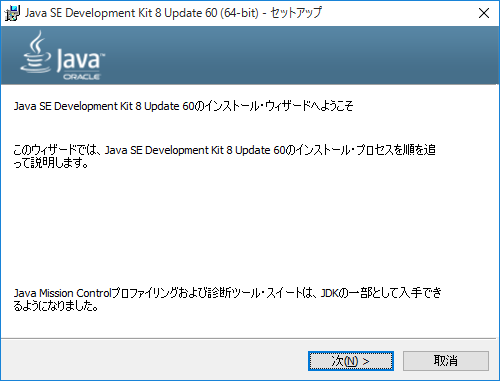 Java SE Development Kit 8 Update 60 (64-bit) - セットアップ
Java
ORACLE
Java SE Development Kit 8 Update 60のインストール・ウィザードへようこそ
このウィザードでは、Java SE Development Kit 8 Update 60のインストール・プロセスを順を追
って説明します。
Java Mission Controlプロファイリングおよび診断ツール・スイートは、JDKの一部として入手でき
るようになりました。
次(N) >
取消